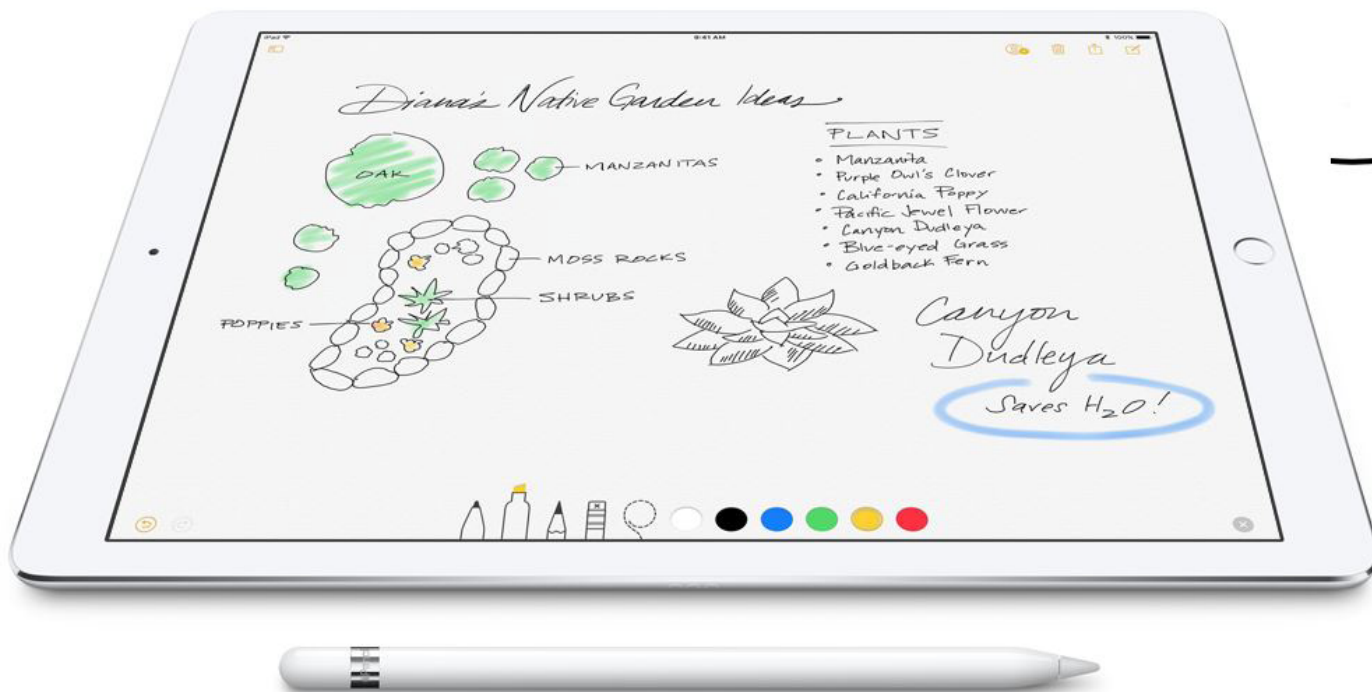 iPad
9:41 AM
100%
Diana's Native Garden Ideas
OAK
MANZANITAS
MOSS ROCKS
SHRUBS
POPPIES
PLANTS
• Manzanita
• Purple Owl's Clover
• California Poppy
• Pacific Jewel Flower
• Canyon Dudleya
• Blue-eyed Grass
• Goldback Fern
Canyon
Dudleya
Saves H₂O!